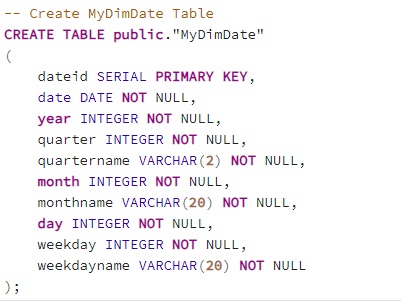 -- Create MyDimDate Table
CREATE TABLE public."MyDimDate"
(
    dateid SERIAL PRIMARY KEY,
    date DATE NOT NULL,
    year INTEGER NOT NULL,
    quarter INTEGER NOT NULL,
    quartername VARCHAR(2) NOT NULL,
    month INTEGER NOT NULL,
    monthname VARCHAR(20) NOT NULL,
    day INTEGER NOT NULL,
    weekday INTEGER NOT NULL,
    weekdayname VARCHAR(20) NOT NULL
);